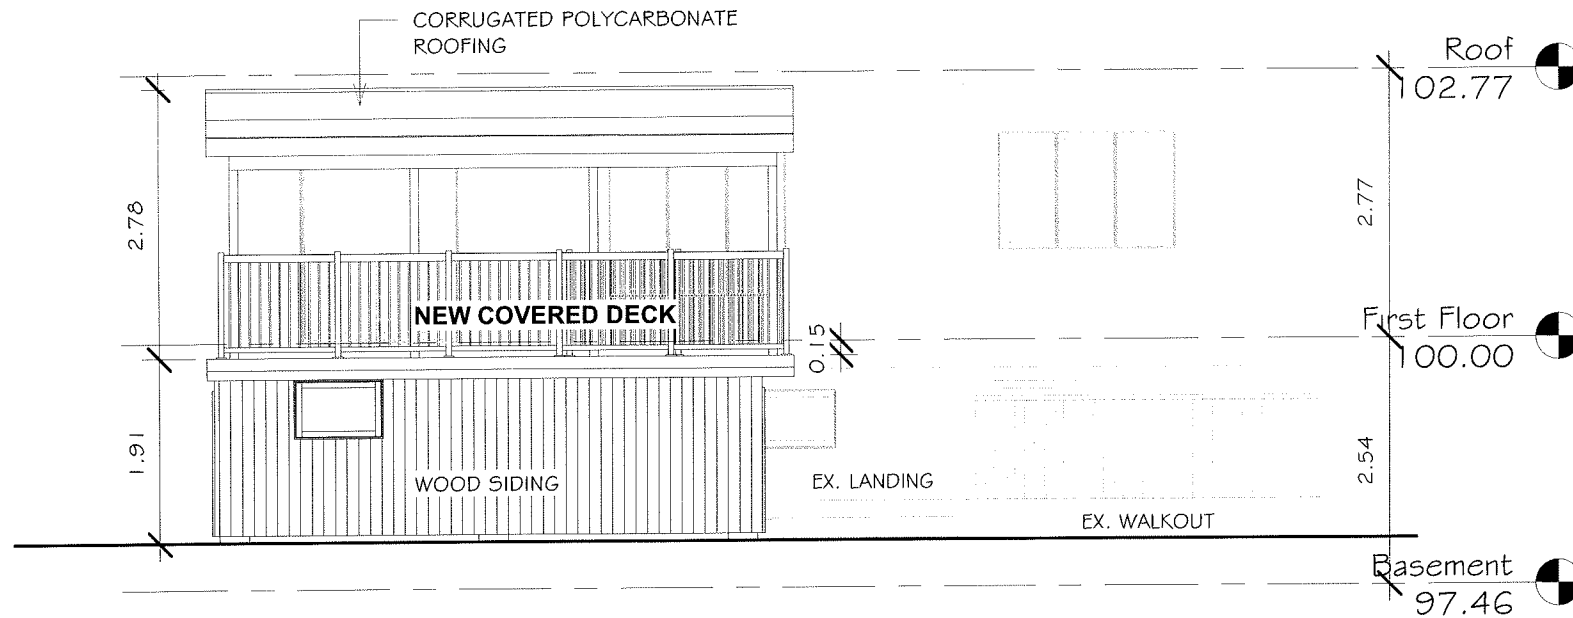 CORRUGATED POLYCARBONATE
ROOFING
Roof
102.77
2.78
2.77
NEW COVERED DECK
0.15
First Floor
100.00
1.91
WOOD SIDING
EX. LANDING
2.54
EX. WALKOUT
Basement
97.46